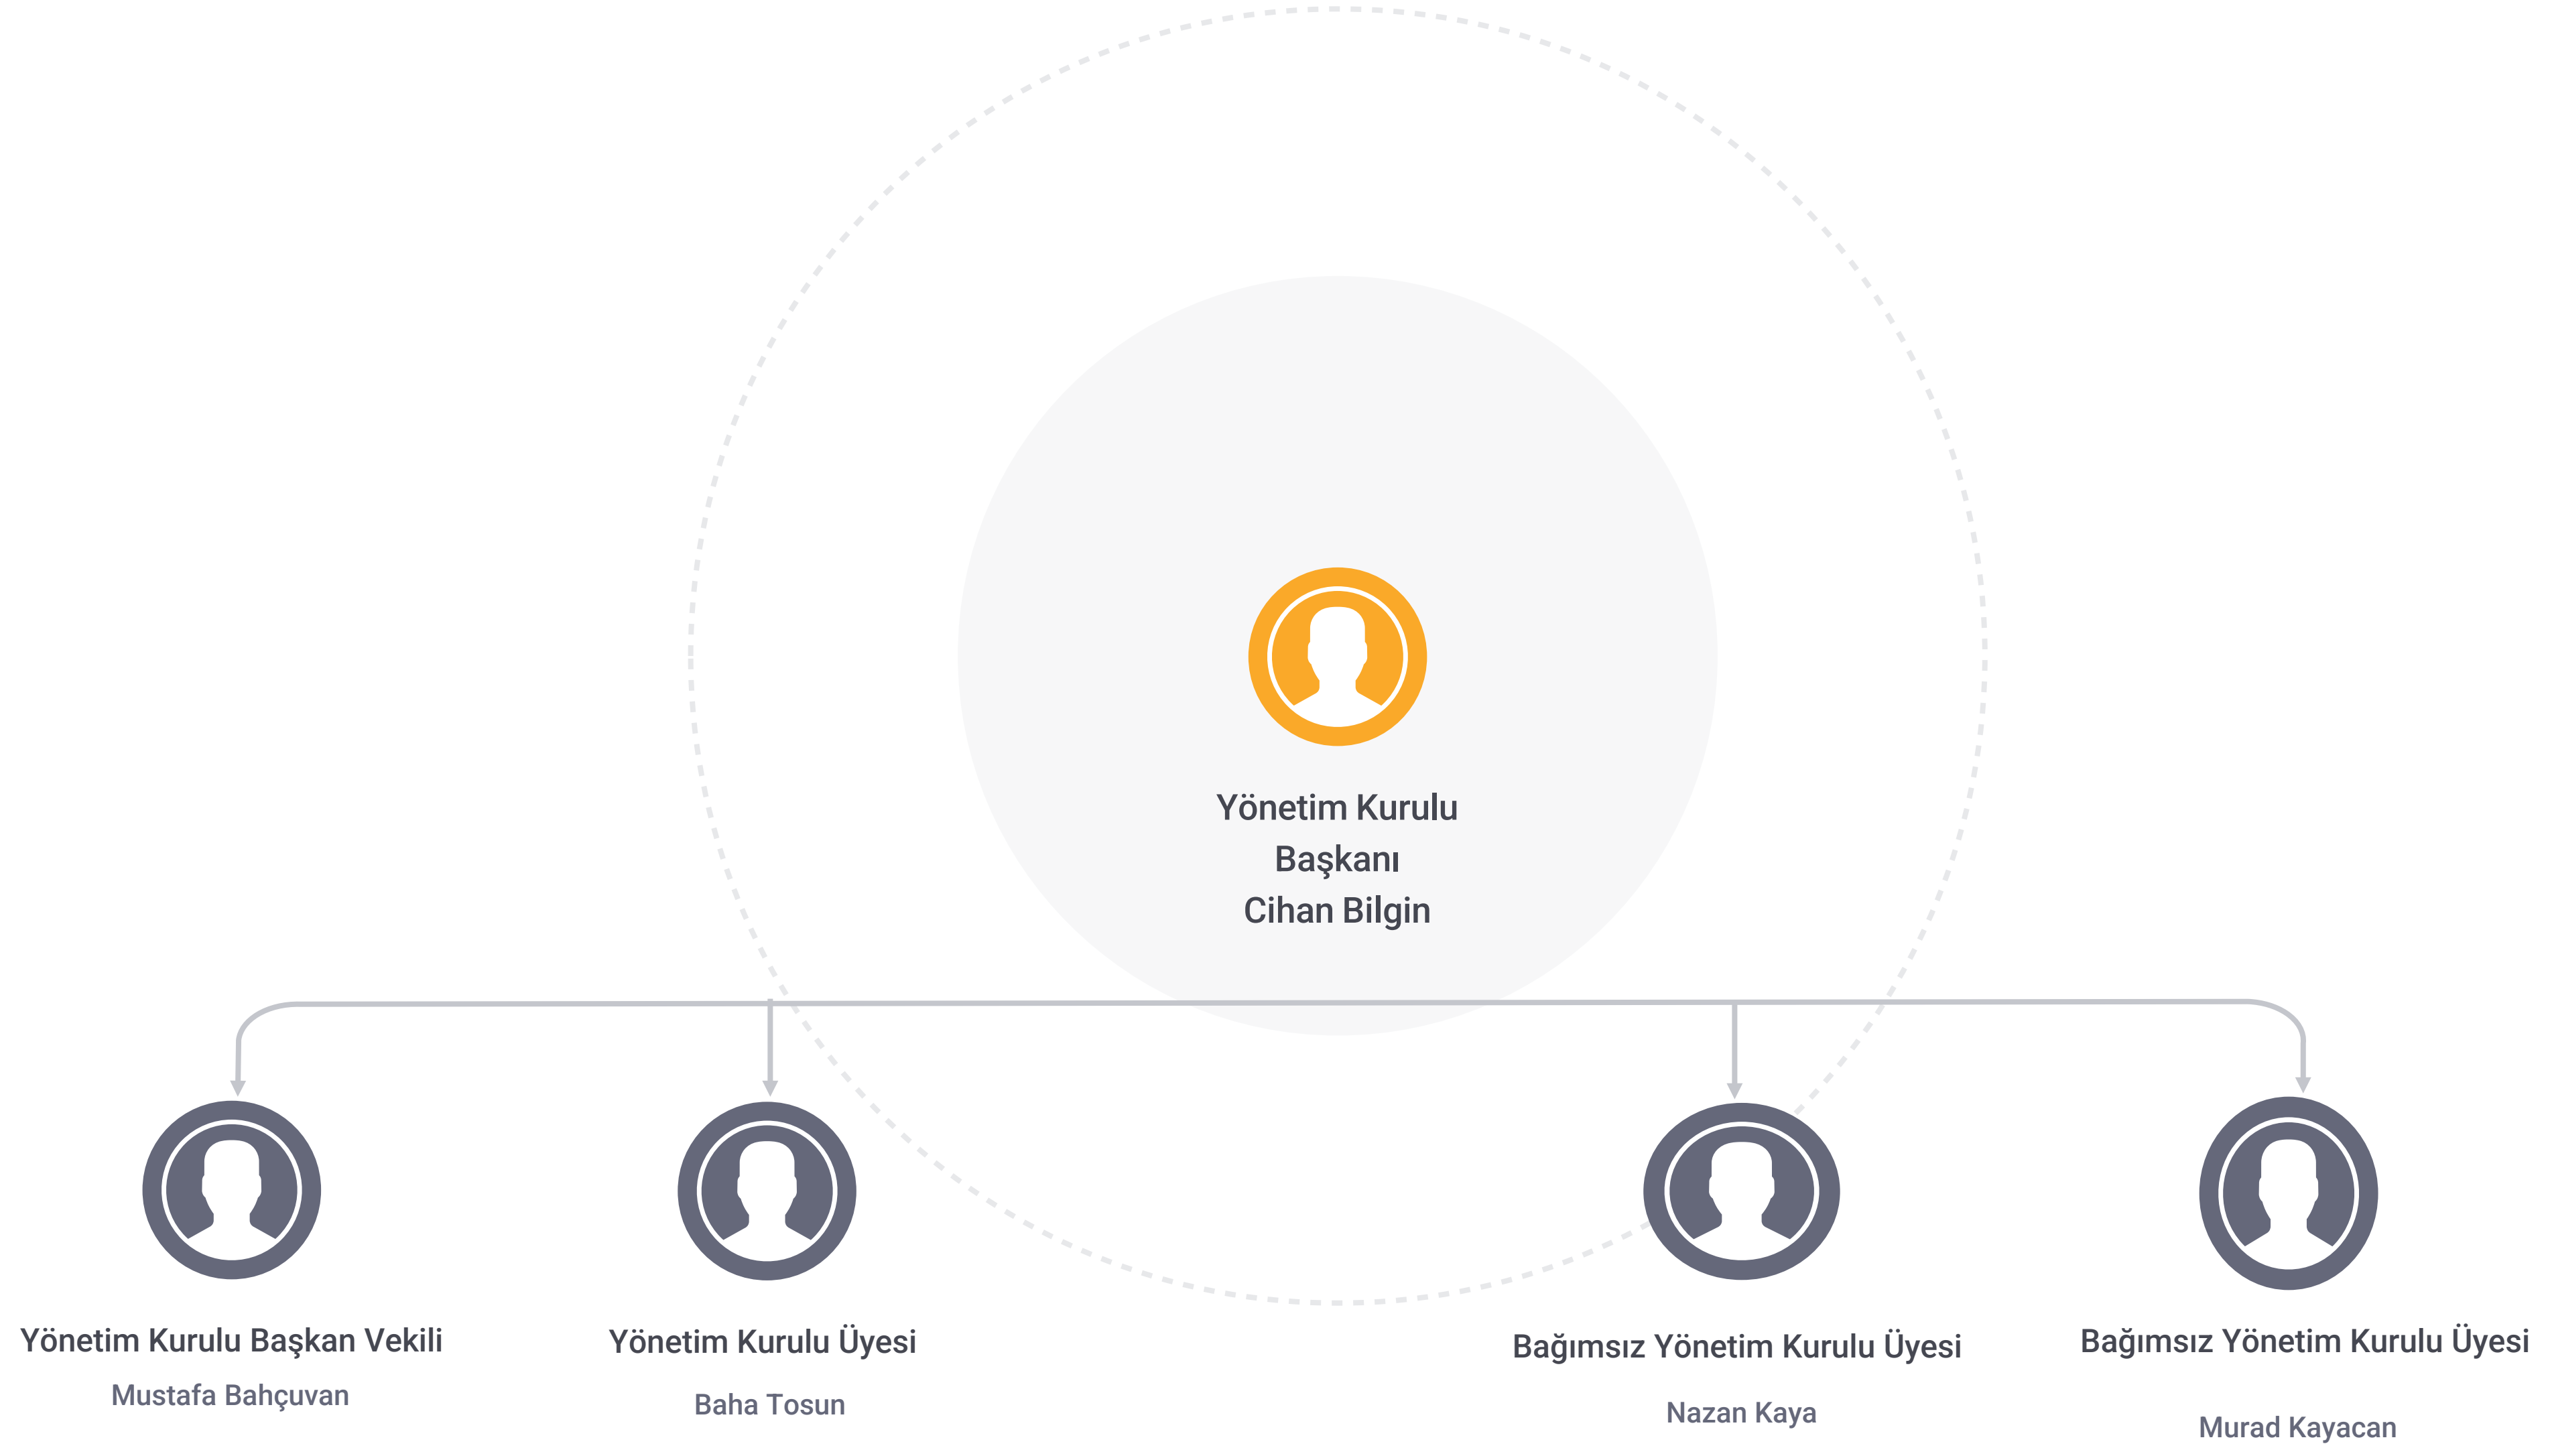 Yönetim Kurulu
Başkanı
Cihan Bilgin
Yönetim Kurulu Başkan Vekili
Mustafa Bahçuvan
Yönetim Kurulu Üyesi
Baha Tosun
Bağımsız Yönetim Kurulu Üyesi
Nazan Kaya
Bağımsız Yönetim Kurulu Üyesi
Murad Kayacan